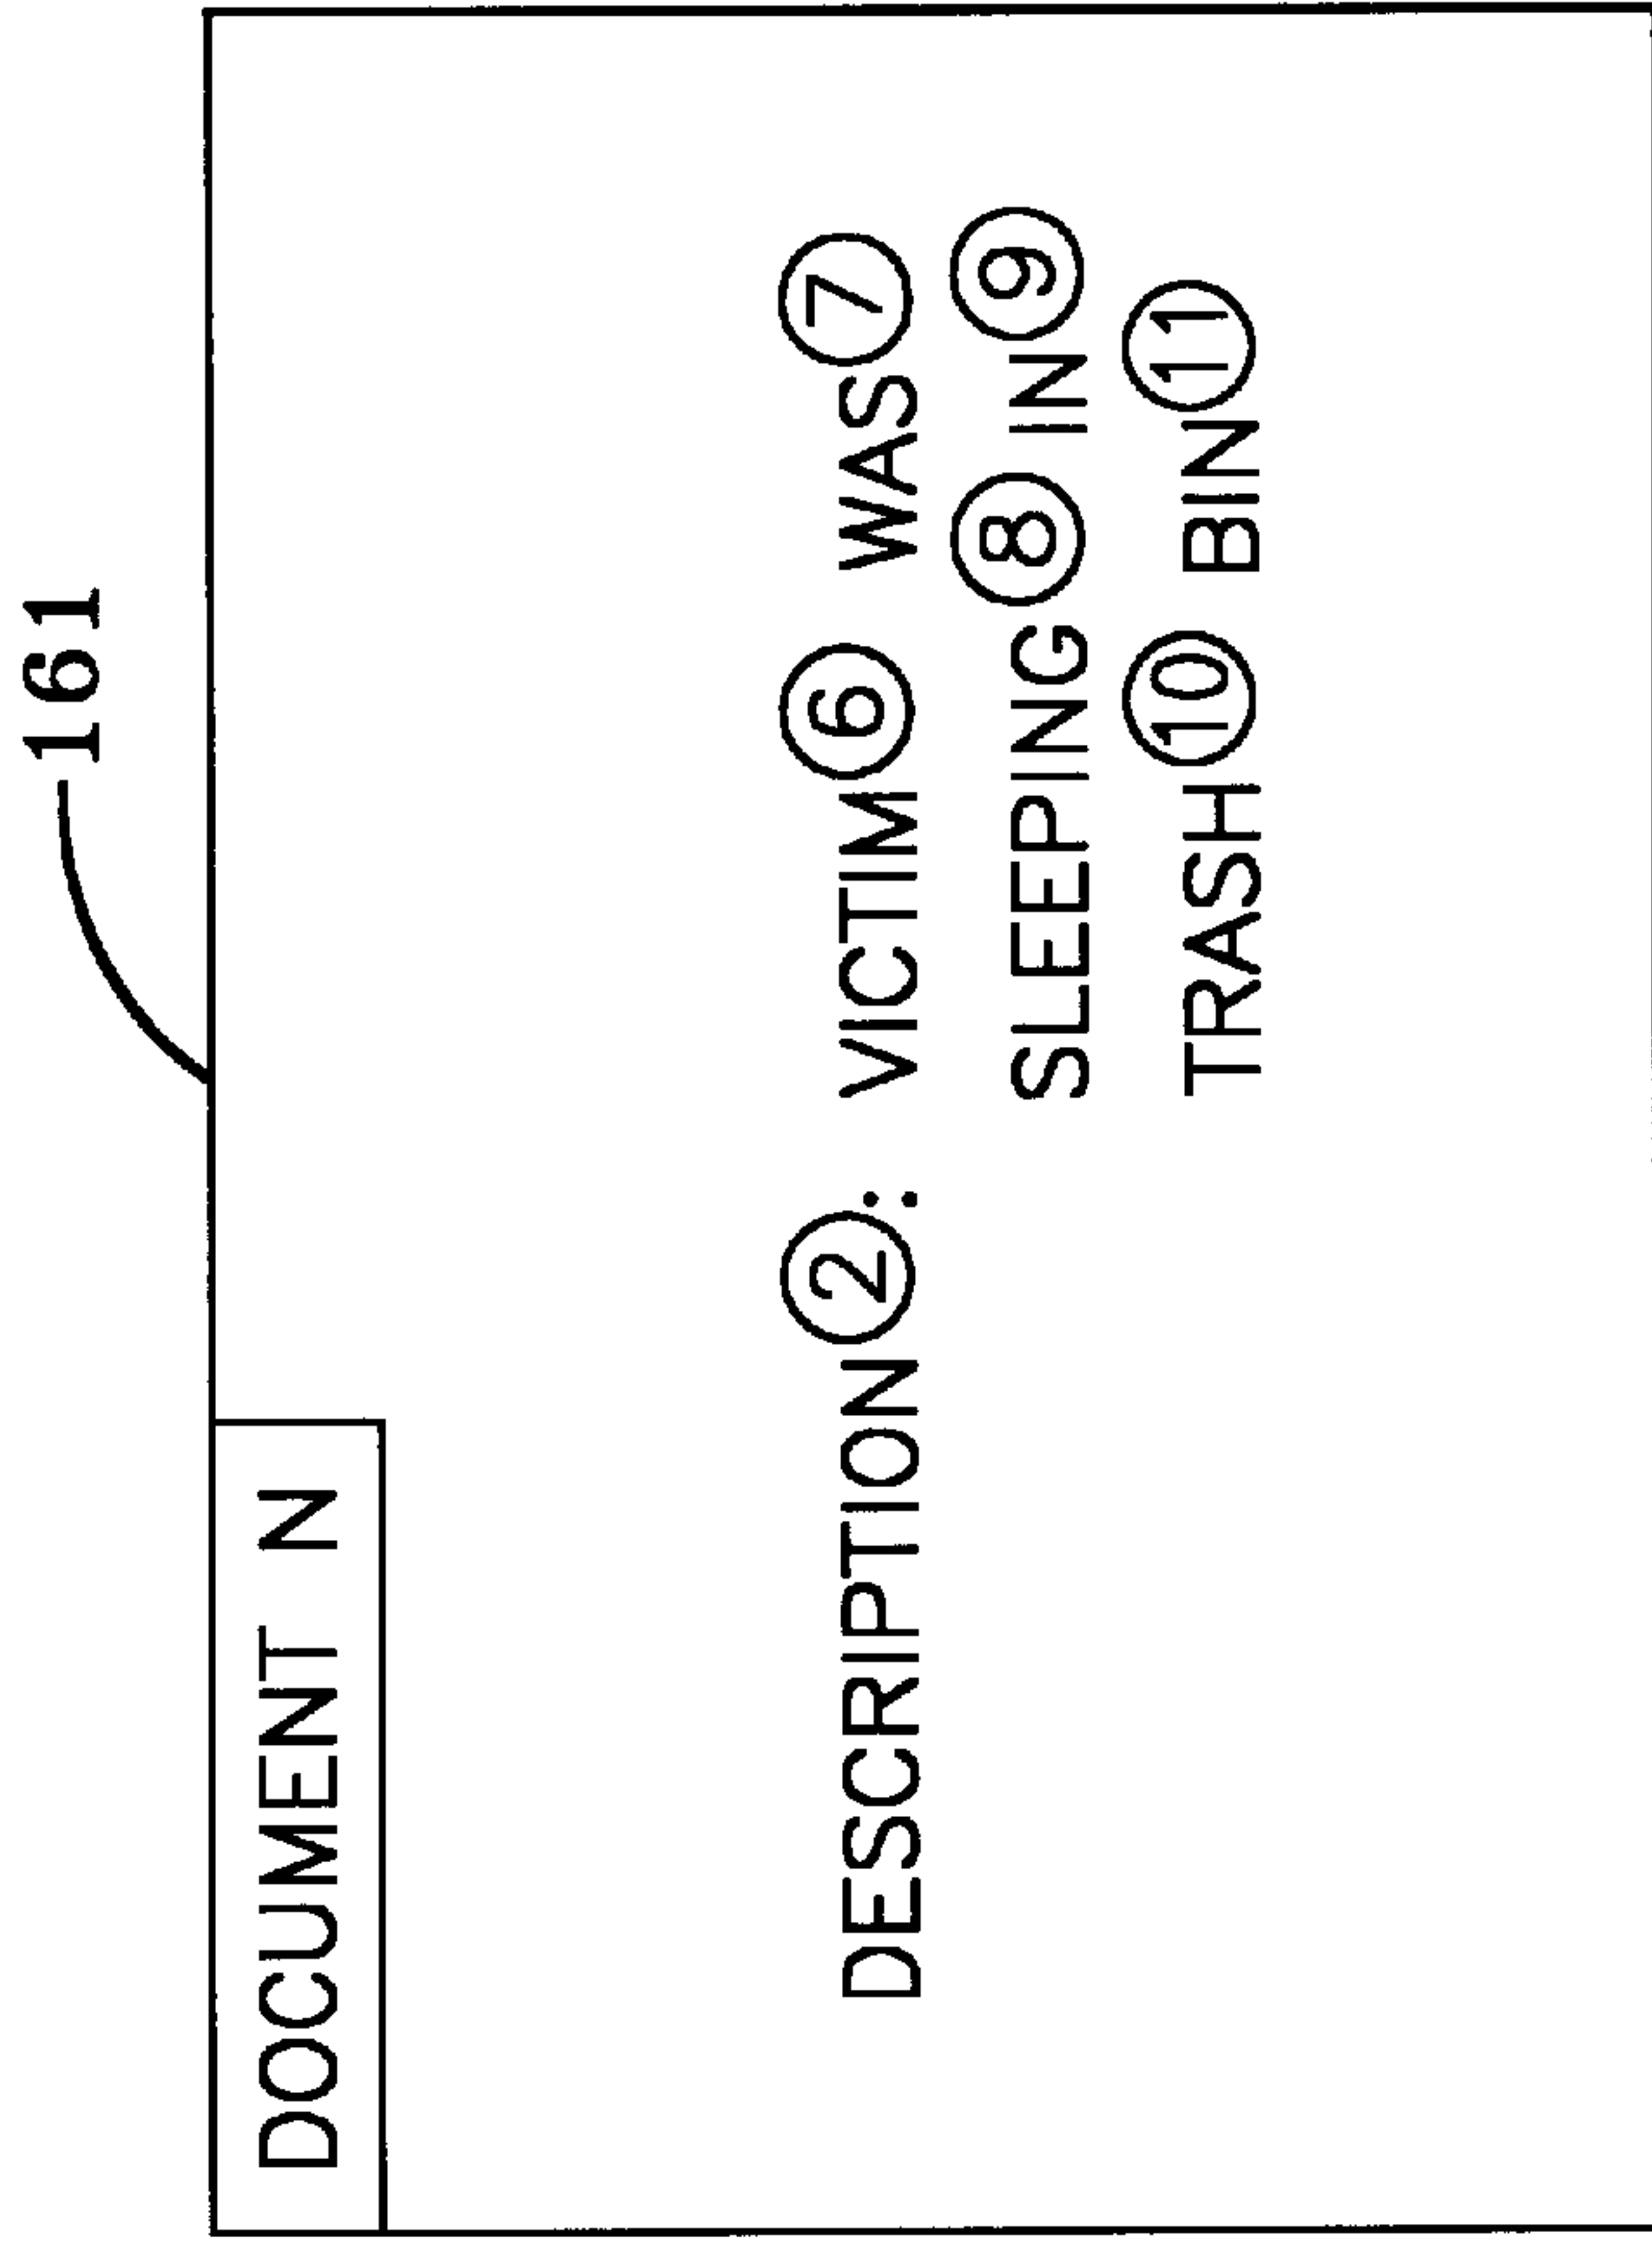 161
DOCUMENT N
DESCRIPTION②: VICTIM⑥ WAS⑦
SLEEPING⑧ IN⑨
TRASH⑩ BIN⑪